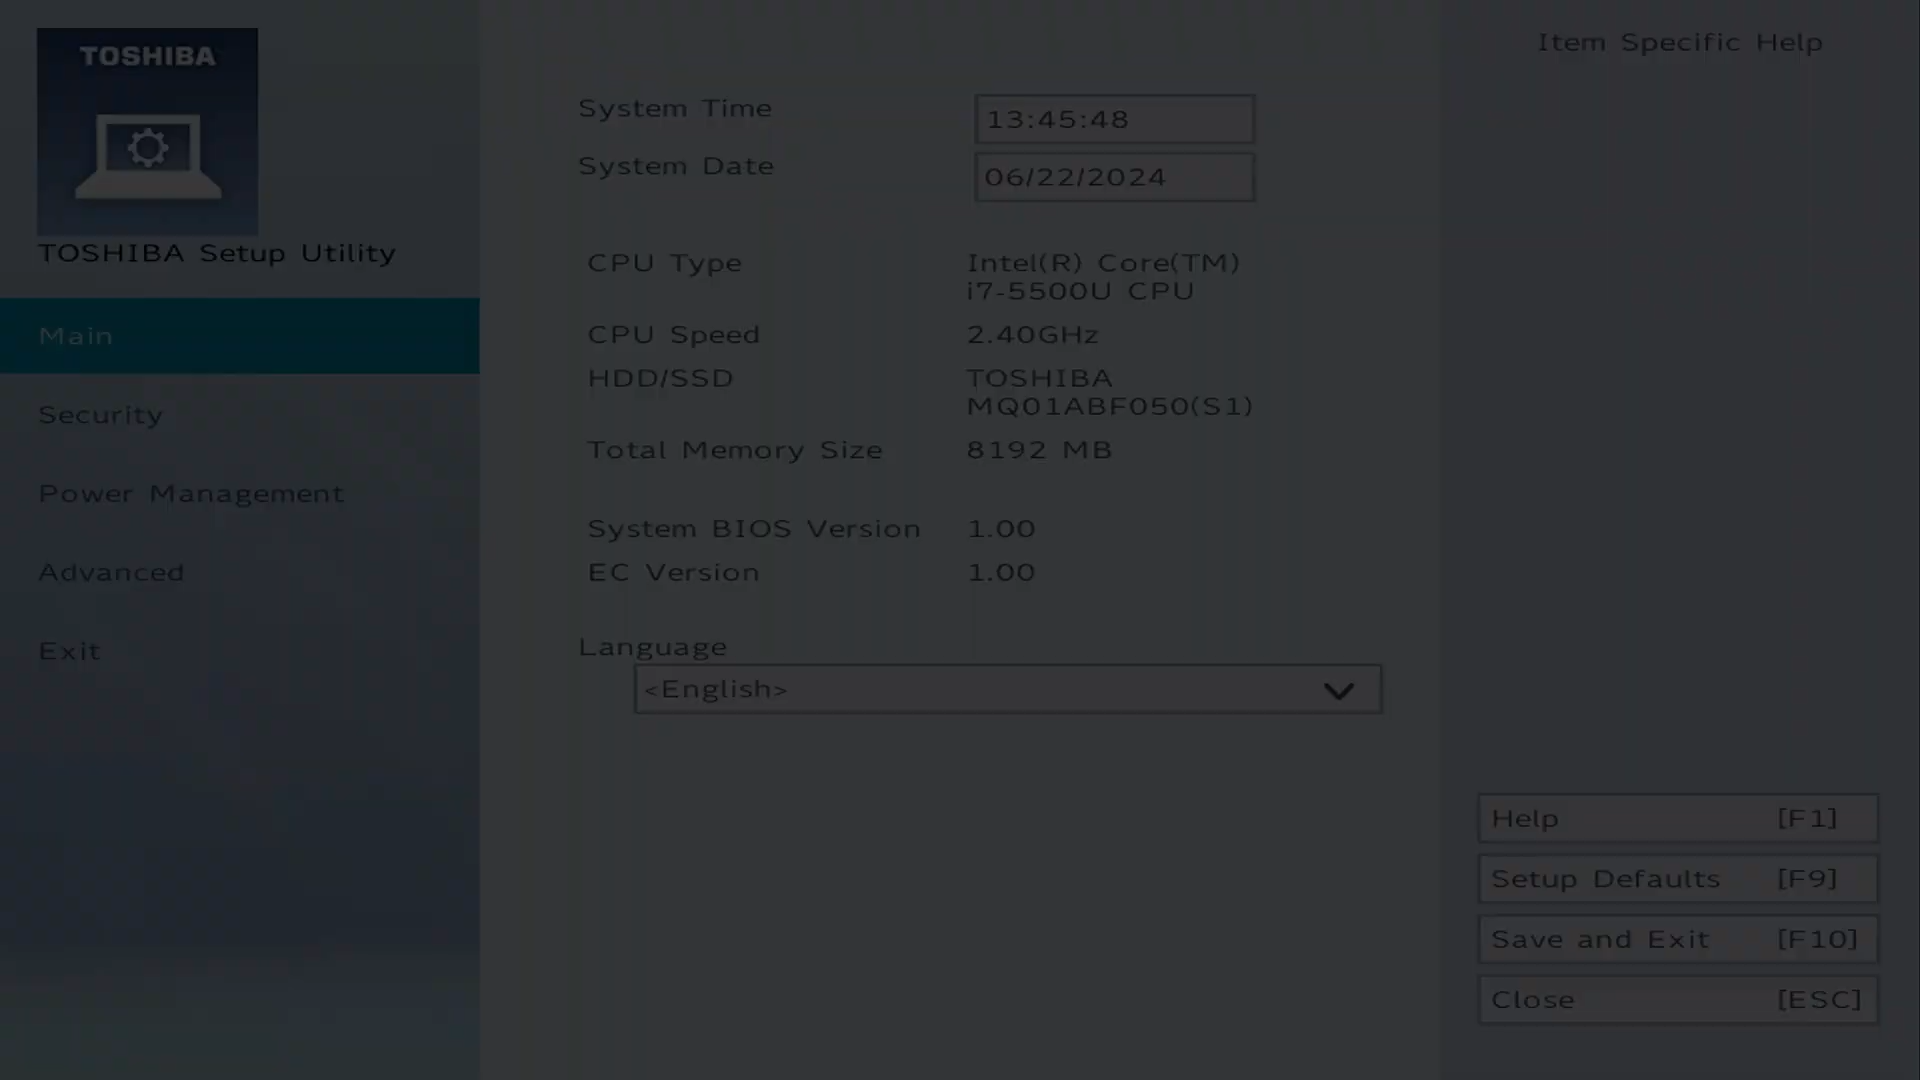 TOSHIBA
TOSHIBA Setup Utility
Main
Security
Power Management
Advanced
Exit
System Time 13:45:48
System Date 06/22/2024
CPU Type Intel(R) Core(TM)
i7-5500U CPU
CPU Speed 2.40GHz
HDD/SSD TOSHIBA
MQ01ABF050(S1)
Total Memory Size 8192 MB
System BIOS Version 1.00
EC Version 1.00
Language
<English>
Item Specific Help
Help [F1]
Setup Defaults [F9]
Save and Exit [F10]
Close [ESC]